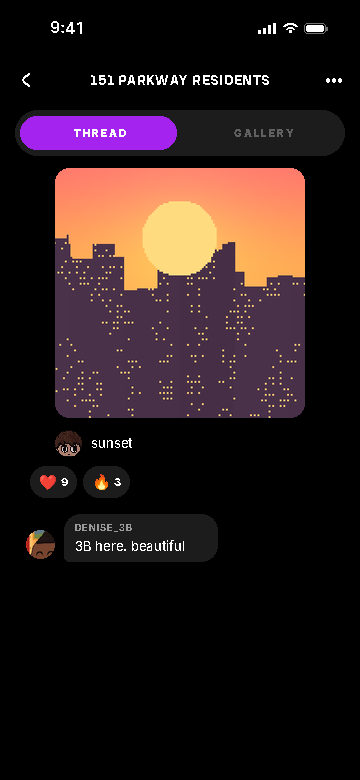 9:41
151 PARKWAY RESIDENTS
THREAD
GALLERY
sunset
9
3
DENISE_3B
3B here. beautiful